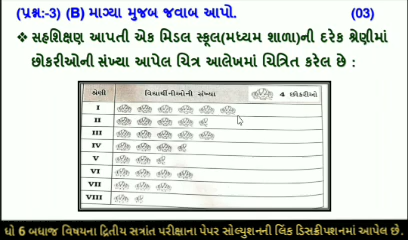 (પ્રશ્ન:-3) (B) માગ્યા મુજબ જવાબ આપો. (03)
❖ સહશિક્ષણ આપતી એક મિડલ સ્કૂલ(મધ્યમ શાળા)ની દરેક શ્રેણીમાં
છોકરીઓની સંખ્યા આપેલ ચિત્ર આલેખમાં ચિત્રિત કરેલ છે :
શ્રેણી વિદ્યાર્થીનીઓની સંખ્યા 4 છોકરીઓ
I
II
III
IV
V
VI
VII
VIII
ધો 6 બધાજ વિષયના દ્વિતીય સત્રાંત પરીક્ષાના પેપર સોલ્યુશનની લિંક ડિસ્ક્રીપશનમાં આપેલ છે.